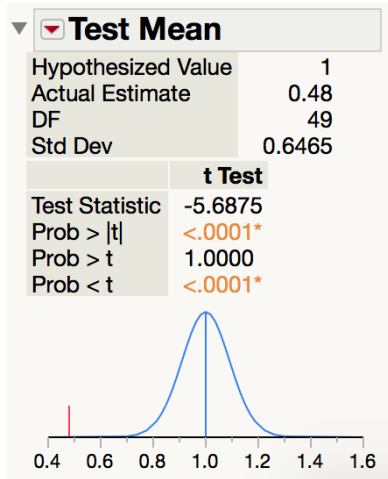 Test Mean
Hypothesized Value 1
Actual Estimate 0.48
DF 49
Std Dev 0.6465
t Test
Test Statistic -5.6875
Prob > |t| <.0001*
Prob > t 1.0000
Prob < t <.0001*
0.4 0.6 0.8 1.0 1.2 1.4 1.6